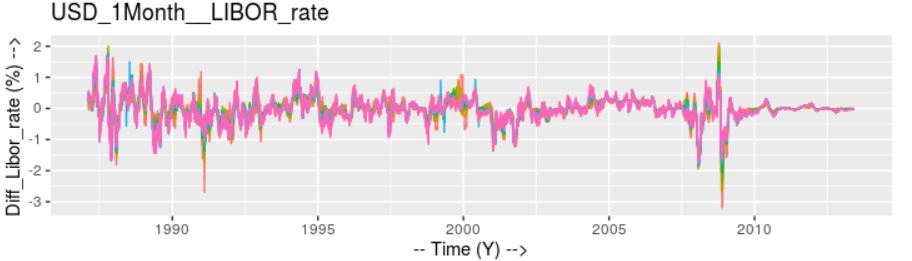 USD_1Month__LIBOR_rate
Diff_Libor_rate (%) -->
2
1
0
-1
-2
-3
1990 1995 2000 2005 2010
-- Time (Y) -->